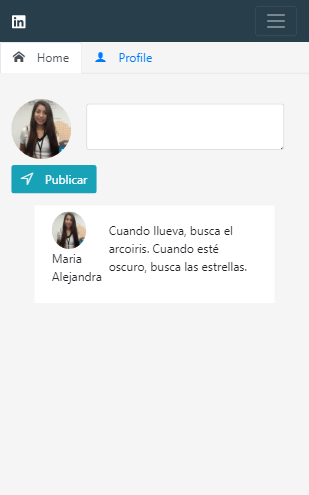 in
Home
Profile
Publicar
Maria
Alejandra
Cuando llueva, busca el
arcoiris. Cuando esté
oscuro, busca las estrellas.